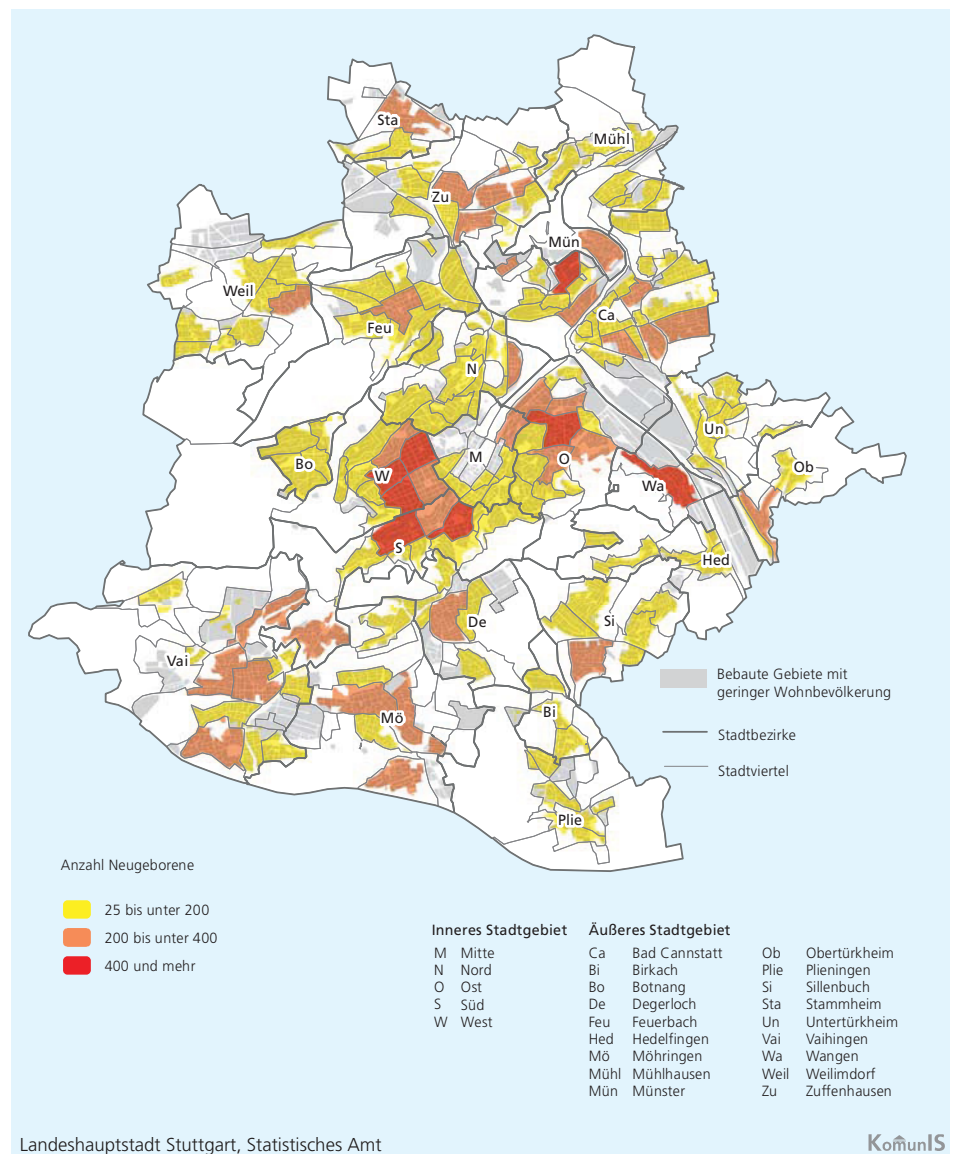 Sta
Mühl
Zu
Mün
Weil
Ca
Feu
N
Un
Bo
M
O
Ob
W
Wa
S
Hed
De
Si
Vai
Mö
Bi
Plie
Bebaute Gebiete mit
geringer Wohnbevölkerung
Stadtbezirke
Stadtviertel
Anzahl Neugeborene
25 bis unter 200
200 bis unter 400
400 und mehr
Inneres Stadtgebiet
M Mitte
N Nord
O Ost
S Süd
W West
Äußeres Stadtgebiet
Ca Bad Cannstatt
Bi Birkach
Bo Botnang
De Degerloch
Feu Feuerbach
Hed Hedelfingen
Mö Möhringen
Mühl Mühlhausen
Mün Münster
Ob Obertürkheim
Plie Plieningen
Si Sillenbuch
Sta Stammheim
Un Untertürkheim
Vai Vaihingen
Wa Wangen
Weil Weilimdorf
Zu Zuffenhausen
Landeshauptstadt Stuttgart, Statistisches Amt
KomunIS